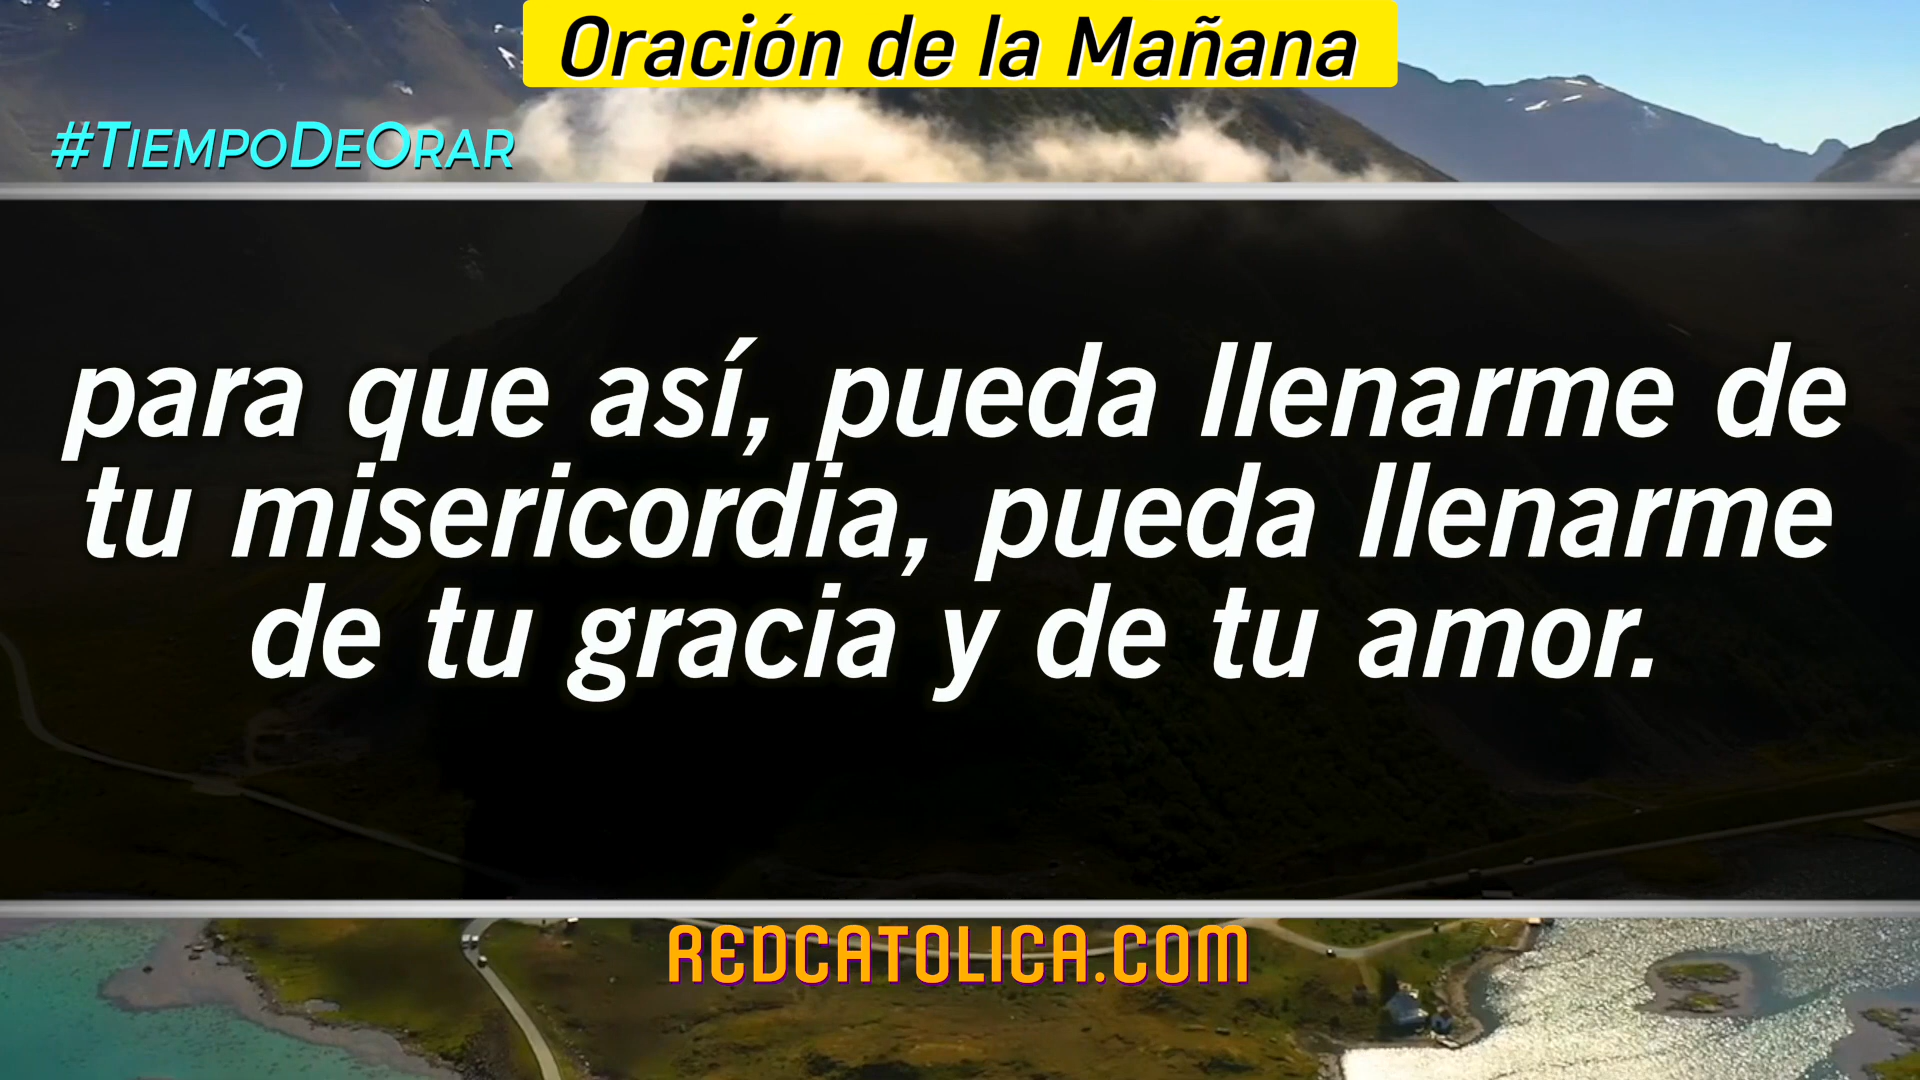 Oración de la Mañana
#TiempoDeOrar
para que así, pueda llenarme de
tu misericordia, pueda llenarme
de tu gracia y de tu amor.
REDCATOLICA.COM